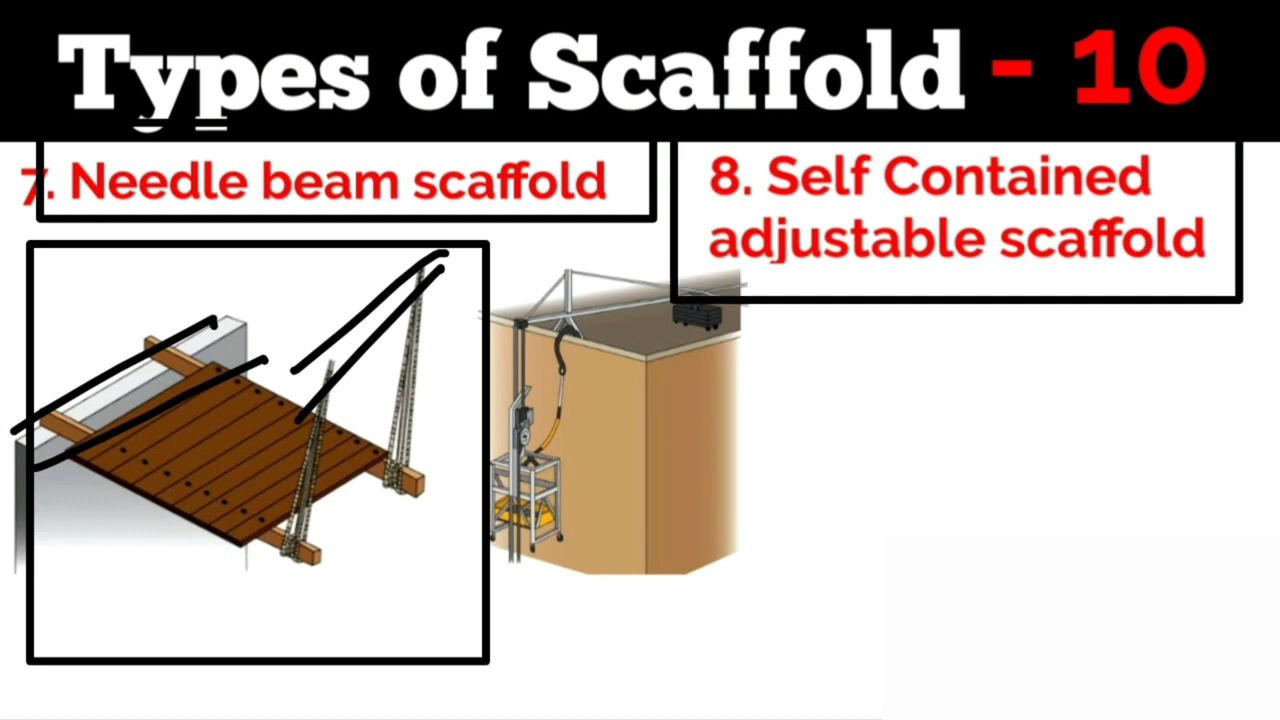 Types of Scaffold - 10
7. Needle beam scaffold
8. Self Contained
adjustable scaffold